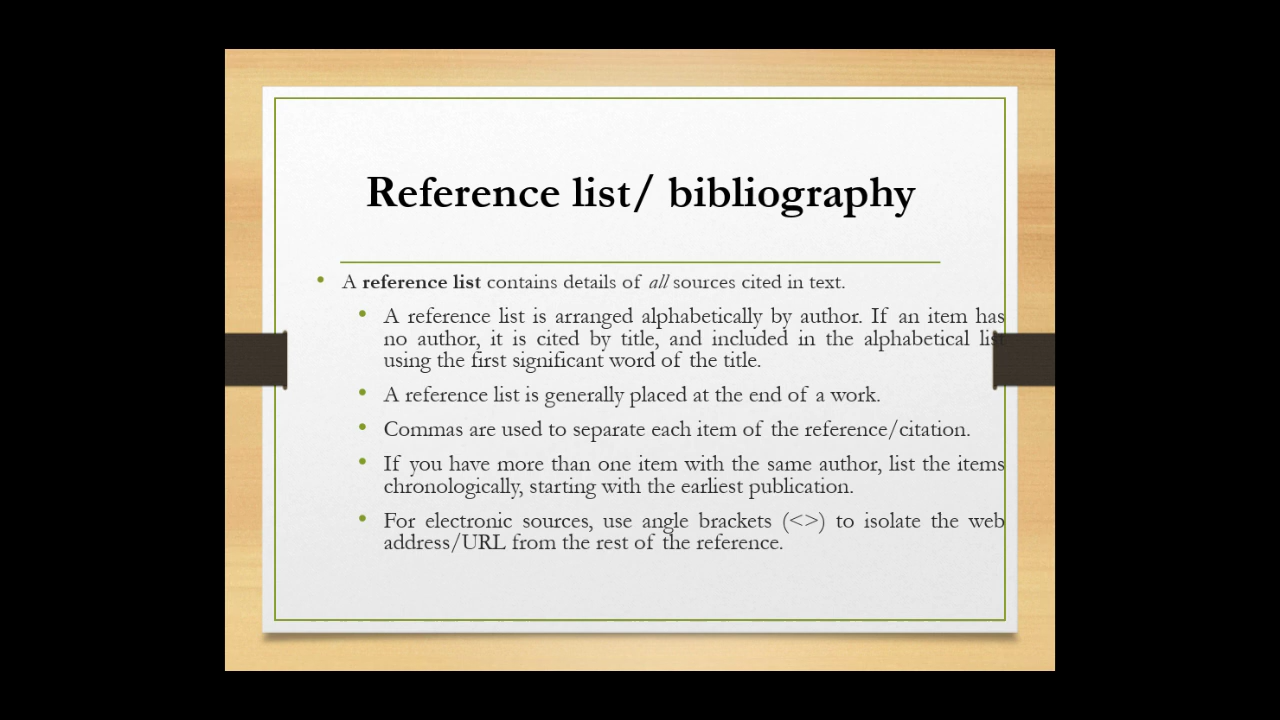 Reference list/ bibliography
• A reference list contains details of all sources cited in text.
• A reference list is arranged alphabetically by author. If an item has
no author, it is cited by title, and included in the alphabetical list
using the first significant word of the title.
• A reference list is generally placed at the end of a work.
• Commas are used to separate each item of the reference/citation.
• If you have more than one item with the same author, list the items
chronologically, starting with the earliest publication.
• For electronic sources, use angle brackets (<>) to isolate the web
address/URL from the rest of the reference.